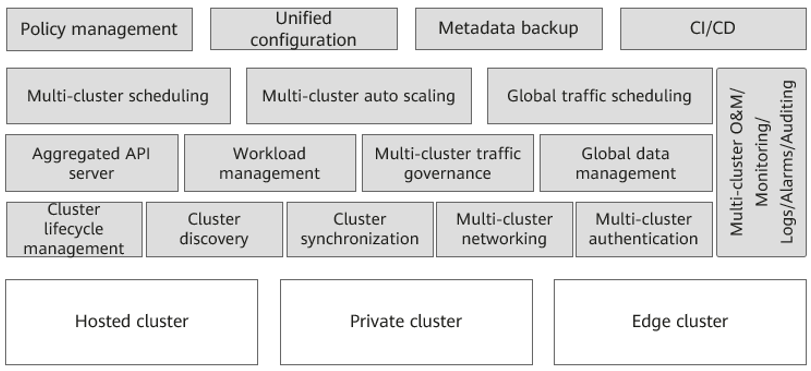 Policy management
Unified
configuration
Metadata backup
CI/CD
Multi-cluster scheduling
Multi-cluster auto scaling
Global traffic scheduling
Multi-cluster O&M/
Monitoring/
Logs/Alarms/Auditing
Aggregated API
server
Workload
management
Multi-cluster traffic
governance
Global data
management
Cluster
lifecycle
management
Cluster
discovery
Cluster
synchronization
Multi-cluster
networking
Multi-cluster
authentication
Hosted cluster
Private cluster
Edge cluster